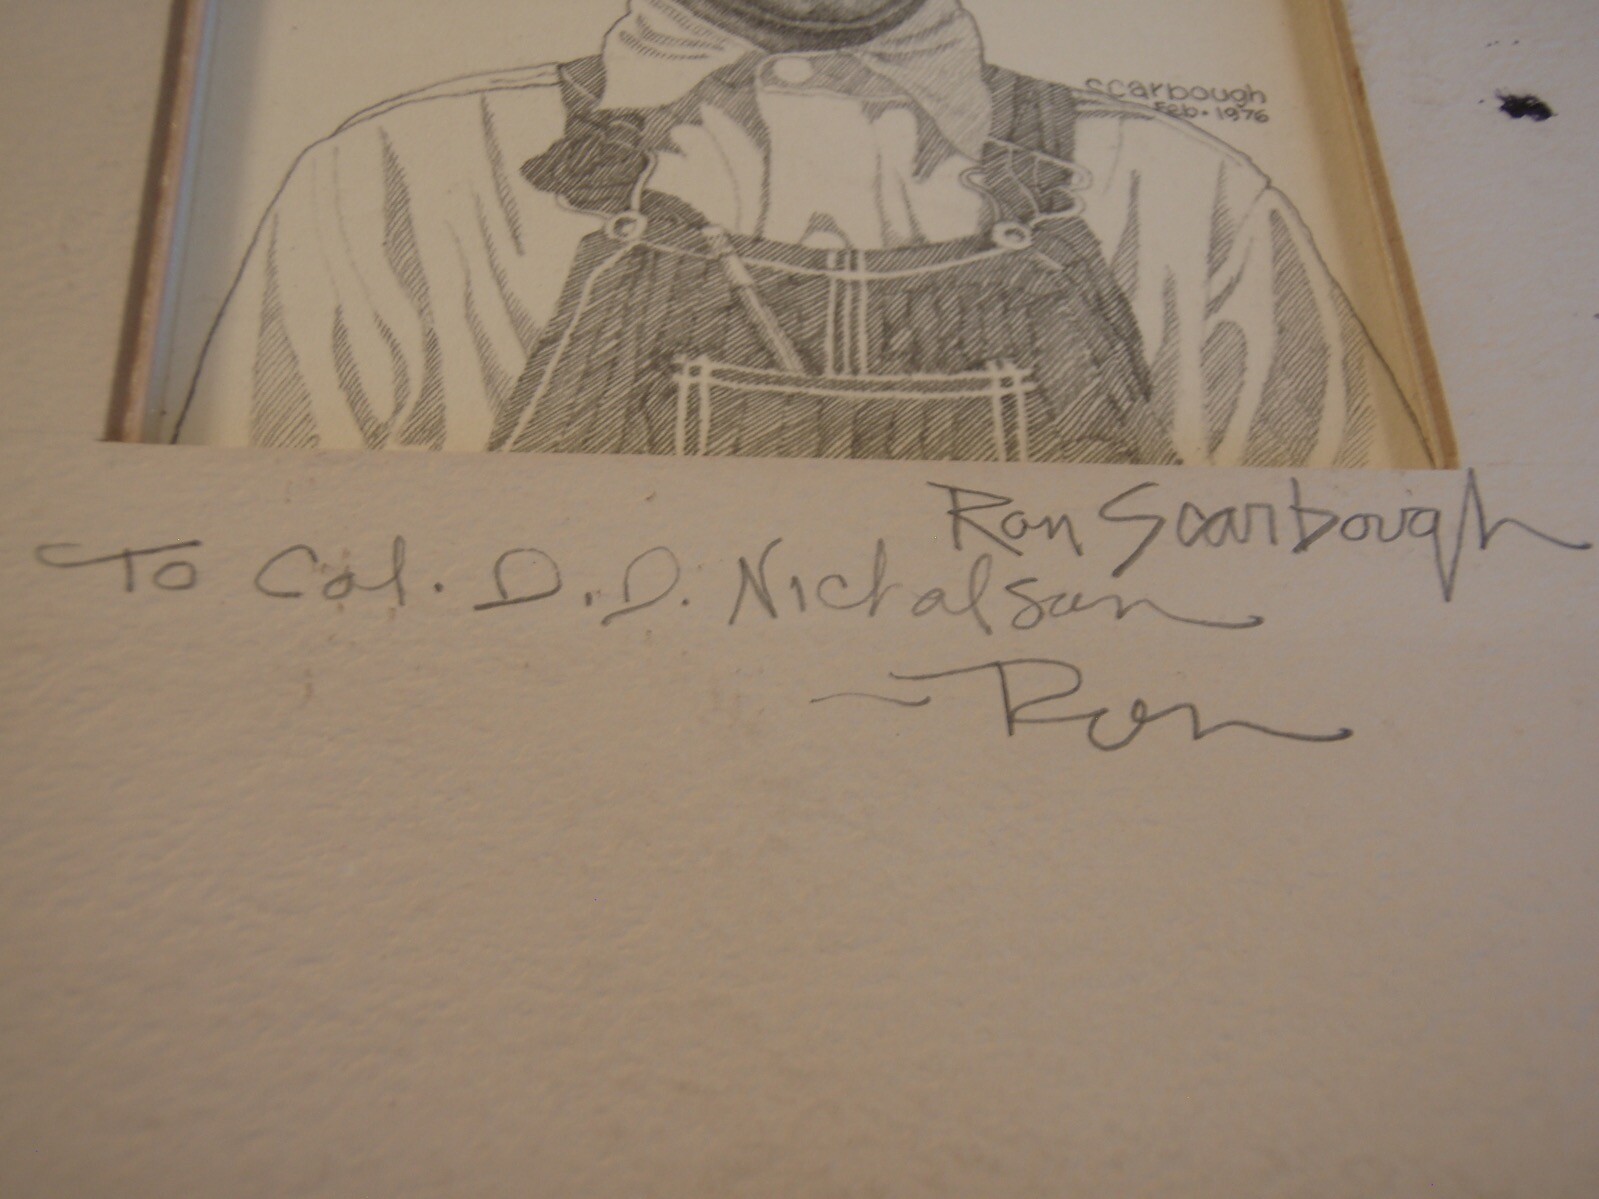 scarbough
Feb. 1976
Ron Scarbough
To Col. D.D. Nicholson
~Ron